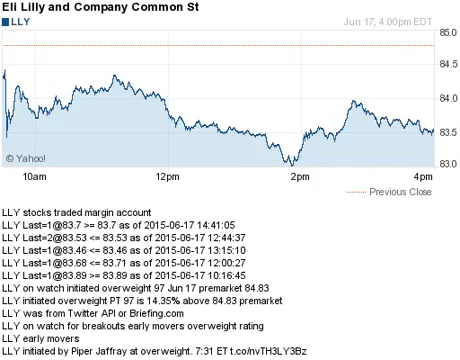 Eli Lilly and Company Common St
LLY
Jun 17, 4:00pm EDT
85.0
84.5
84.0
83.5
83.0
© Yahoo!
10am
12pm
2pm
4pm
Previous Close
LLY stocks traded margin account
LLY Last=1@83.7 >= 83.7 as of 2015-06-17 14:41:05
LLY Last=2@83.53 <= 83.53 as of 2015-06-17 12:44:37
LLY Last=1@83.46 <= 83.46 as of 2015-06-17 13:15:10
LLY Last=1@83.68 <= 83.71 as of 2015-06-17 12:00:27
LLY Last=1@83.89 >= 83.89 as of 2015-06-17 10:16:45
LLY on watch initiated overweight 97 Jun 17 premarket
LLY initiated overweight PT 97 is 14.35% above 84.83 premarket
LLY was from Twitter API or Briefing.com
LLY on watch for breakouts early movers overweight rating
LLY early movers
LLY initiated by Piper Jaffray at overweight. 7:31 ET t.co/nvTH3LY3Bz